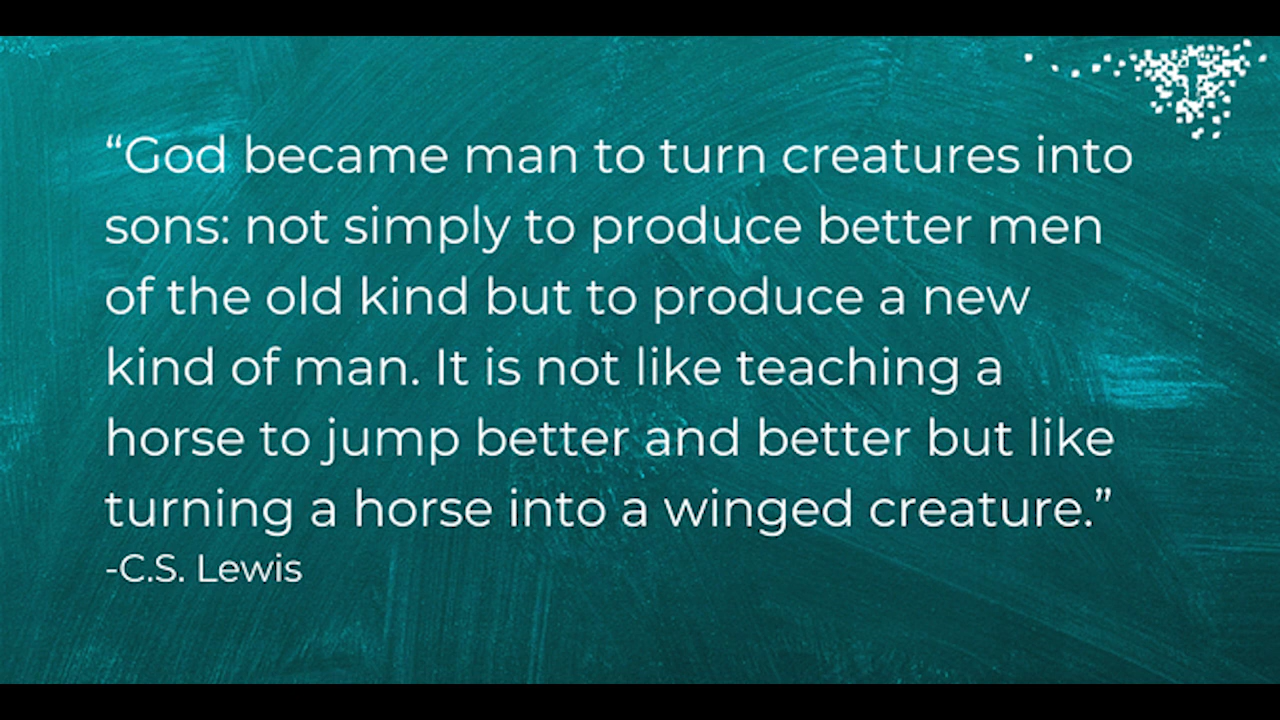 “God became man to turn creatures into
sons: not simply to produce better men
of the old kind but to produce a new
kind of man. It is not like teaching a
horse to jump better and better but like
turning a horse into a winged creature.”
-C.S. Lewis